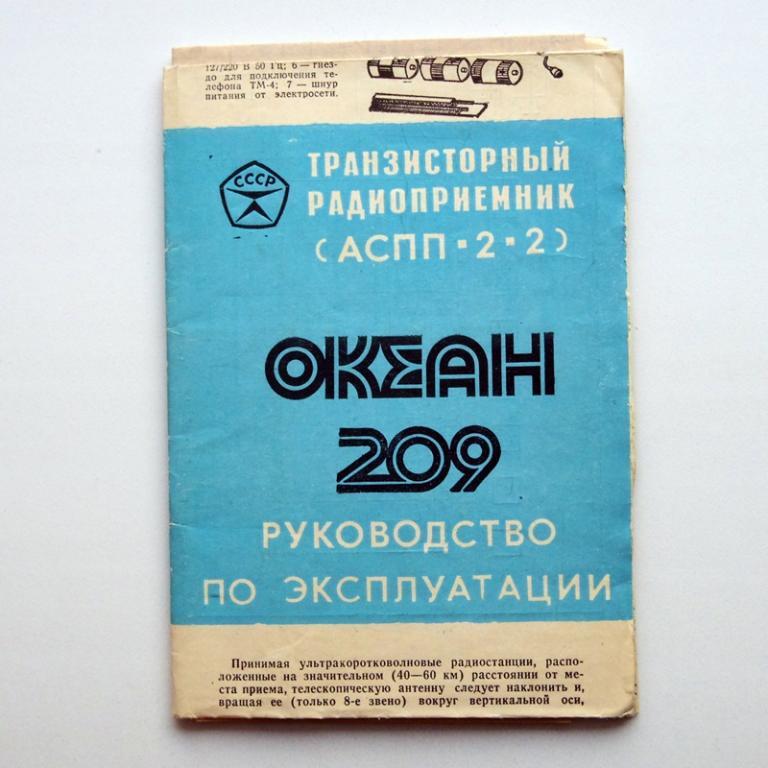 127/220 В 50 Гц; 6 — гнез-
до для подключения те-
лефона ТМ-4; 7 — шнур
питания от электросети.
СССР
ТРАНЗИСТОРНЫЙ
РАДИОПРИЕМНИК
(АСПП-2-2)
ОКЕАН
209
РУКОВОДСТВО
ПО ЭКСПЛУАТАЦИИ
Принимая ультракоротковолновые радиостанции, распо-
ложенные на значительном (40—60 км) расстоянии от ме-
ста приема, телескопическую антенну следует наклонить и,
вращая ее (только 8-е звено) вокруг вертикальной оси,